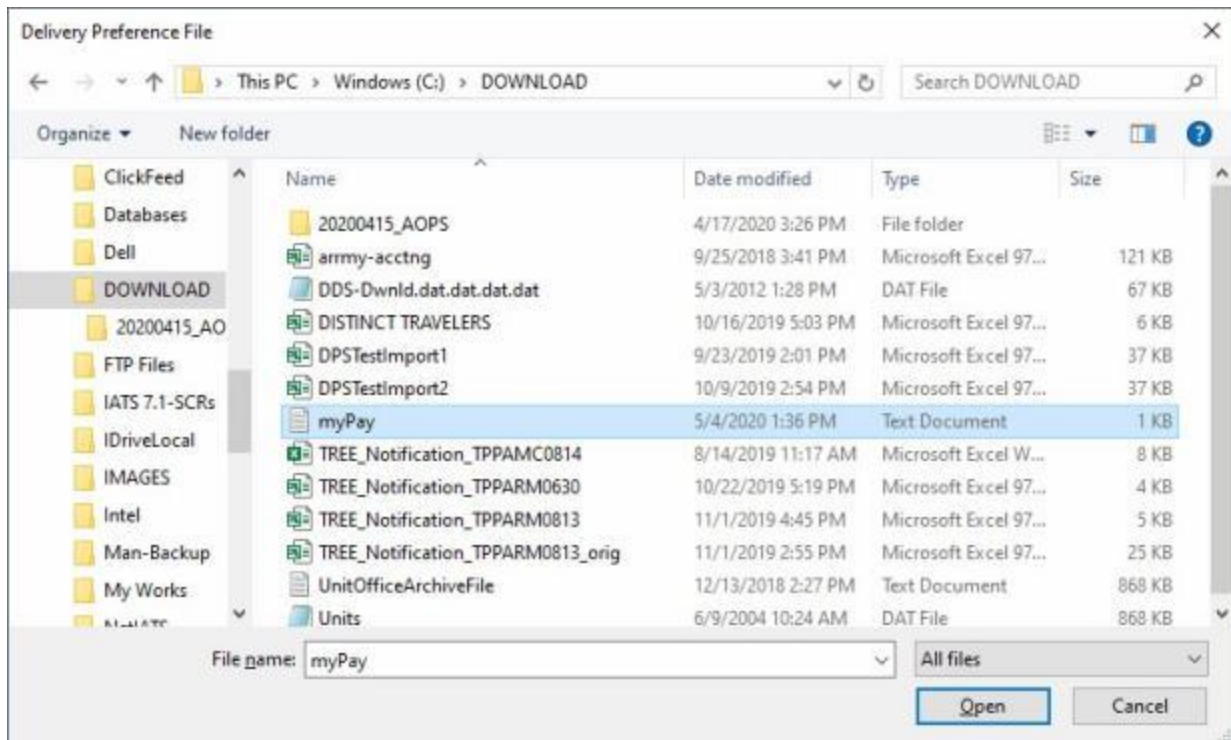 Delivery Preference File
This PC > Windows (C:) > DOWNLOAD
Search DOWNLOAD
Organize
New folder
ClickFeed
Databases
Dell
DOWNLOAD
20200415_AO
FTP Files
IATS 7.1-SCRs
IDriveLocal
IMAGES
Intel
Man-Backup
My Works
NetIATS
Name Date modified Type Size
20200415_AOPS 4/17/2020 3:26 PM File folder
arrmy-acctng 9/25/2018 3:41 PM Microsoft Excel 97... 121 KB
DDS-Dwnld.dat.dat.dat.dat 5/3/2012 1:28 PM DAT File 67 KB
DISTINCT TRAVELERS 10/16/2019 5:03 PM Microsoft Excel 97... 6 KB
DPSTestImport1 9/23/2019 2:01 PM Microsoft Excel 97... 37 KB
DPSTestImport2 10/9/2019 2:54 PM Microsoft Excel 97... 37 KB
myPay 5/4/2020 1:36 PM Text Document 1 KB
TREE_Notification_TPPAMC0814 8/14/2019 11:17 AM Microsoft Excel W... 8 KB
TREE_Notification_TPPARM0630 10/22/2019 5:19 PM Microsoft Excel 97... 4 KB
TREE_Notification_TPPARM0813 11/1/2019 4:45 PM Microsoft Excel 97... 5 KB
TREE_Notification_TPPARM0813_orig 11/1/2019 2:55 PM Microsoft Excel 97... 25 KB
UnitOfficeArchiveFile 12/13/2018 2:27 PM Text Document 868 KB
Units 6/9/2004 10:24 AM DAT File 868 KB
File name: myPay
All files
Open
Cancel